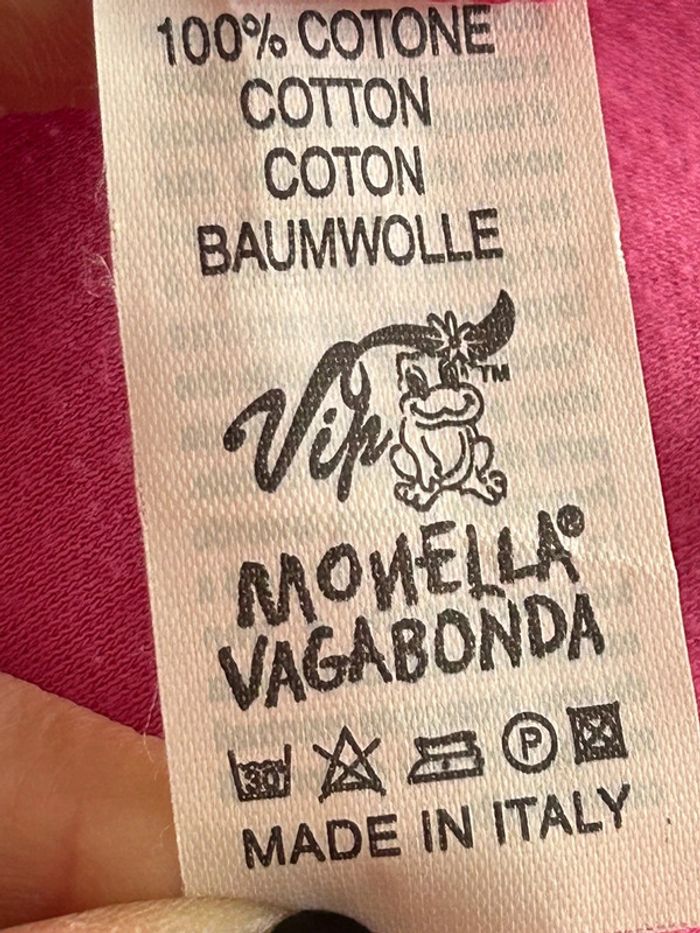 100% COTONE
COTTON
COTON
BAUMWOLLE
Vip™
MONELLA®
VAGABONDA
30 P
MADE IN ITALY